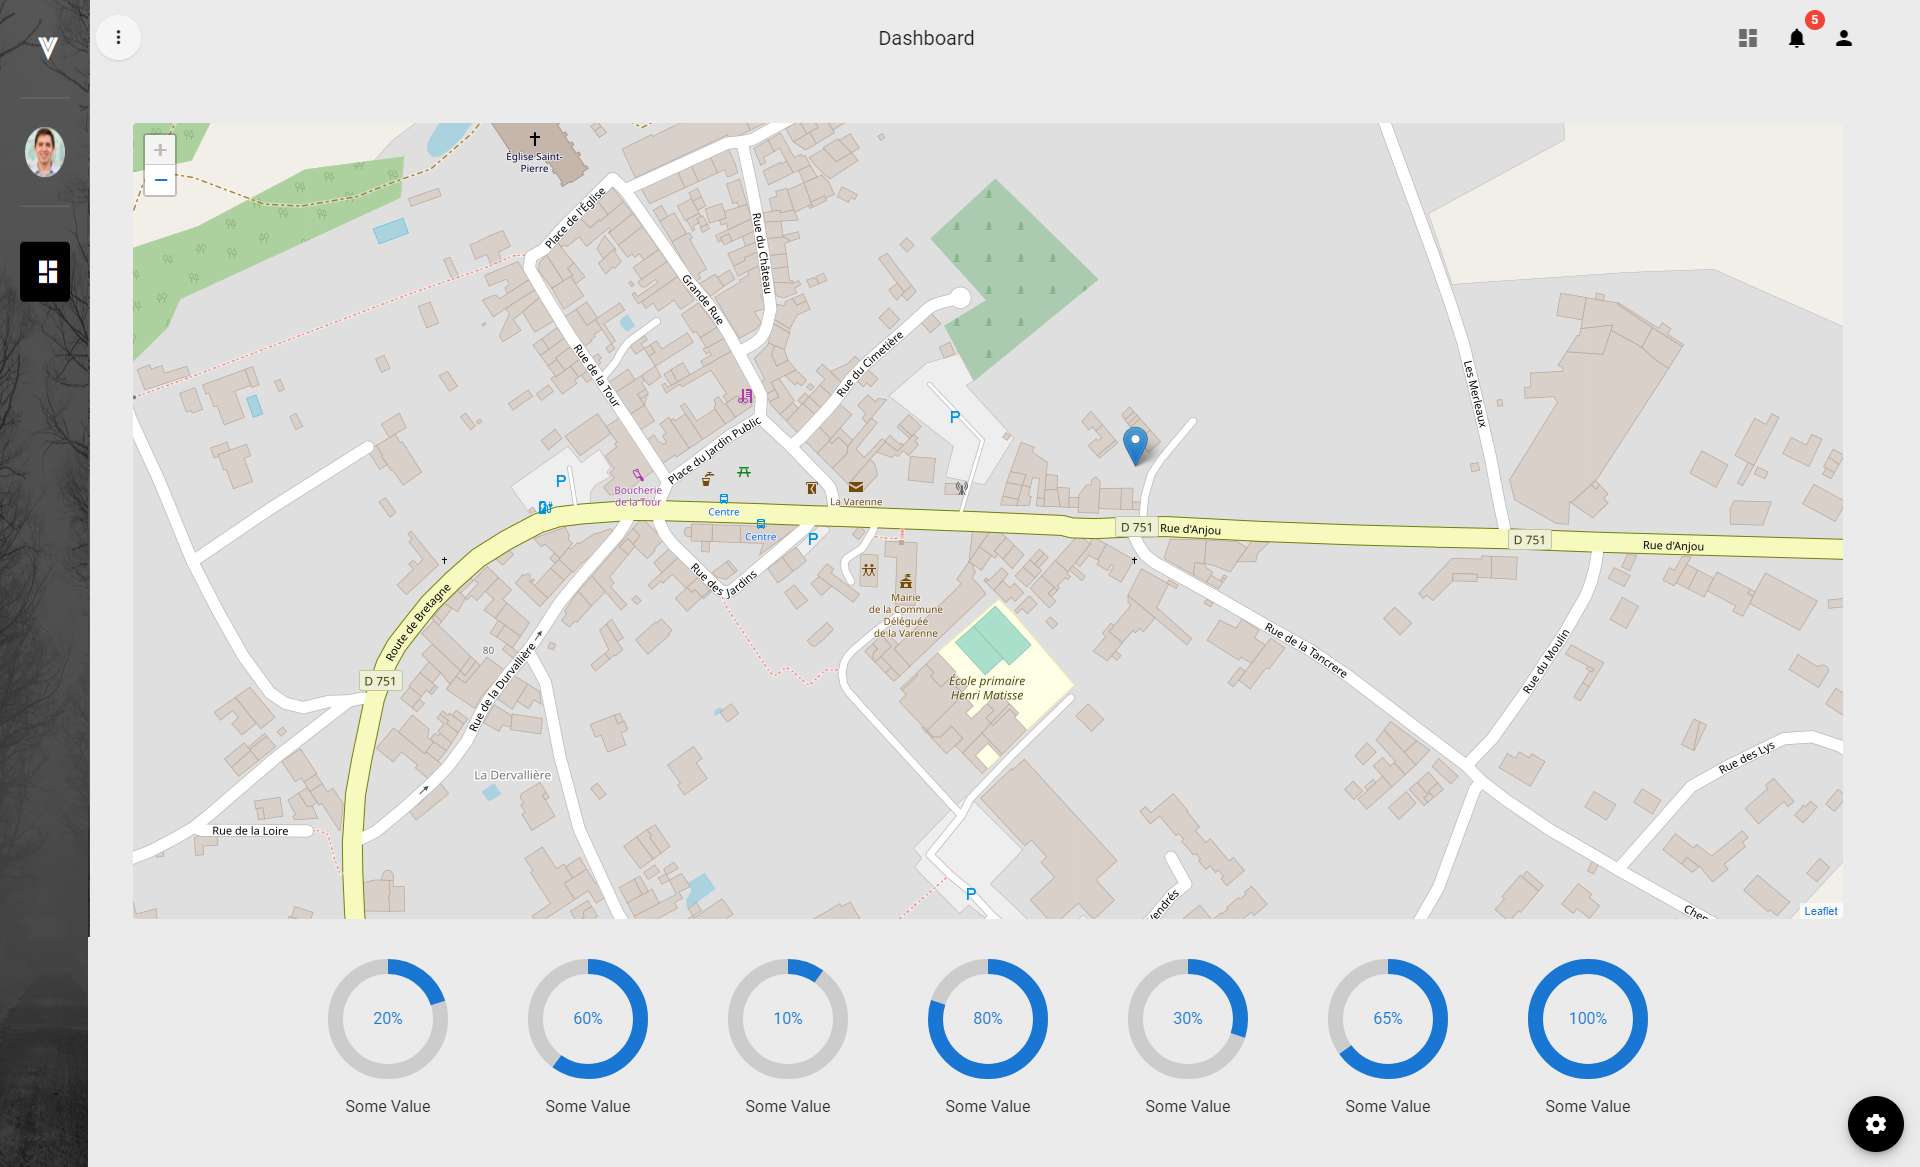 Dashboard
5
+
−
Église Saint-
Pierre
Place de l'Église
Rue du Château
Grande Rue
Rue de la Tour
Rue du Cimetière
Les Merleaux
P
Place du Jardin Public
P
Boucherie
de la Tour
Centre
La Varenne
Centre
P
D 751
Rue d'Anjou
D 751
Rue d'Anjou
Rue des Jardins
Route de Bretagne
Mairie
de la Commune
Déléguée
de la Varenne
80
Rue de la Durvallière
D 751
École primaire
Henri Matisse
Rue de la Tancrere
Rue du Moulin
Rue des Lys
La Dervallière
Rue de la Loire
P
Vendrés
Cher
Leaflet
20%
60%
10%
80%
30%
65%
100%
Some Value
Some Value
Some Value
Some Value
Some Value
Some Value
Some Value